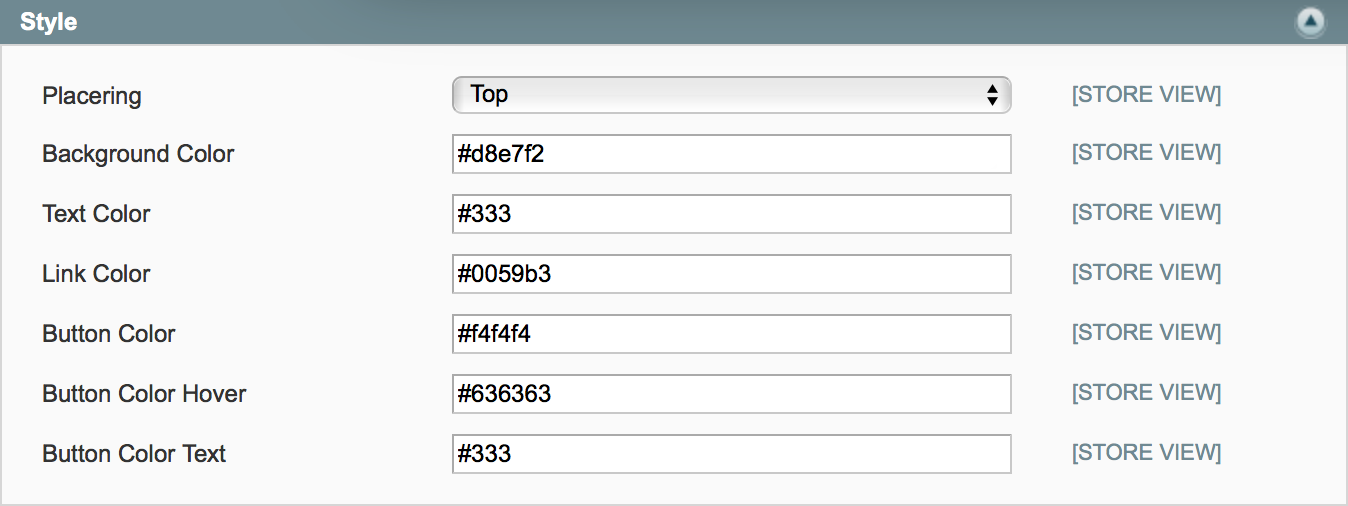 Style
Placering Top [STORE VIEW]
Background Color #d8e7f2 [STORE VIEW]
Text Color #333 [STORE VIEW]
Link Color #0059b3 [STORE VIEW]
Button Color #f4f4f4 [STORE VIEW]
Button Color Hover #636363 [STORE VIEW]
Button Color Text #333 [STORE VIEW]